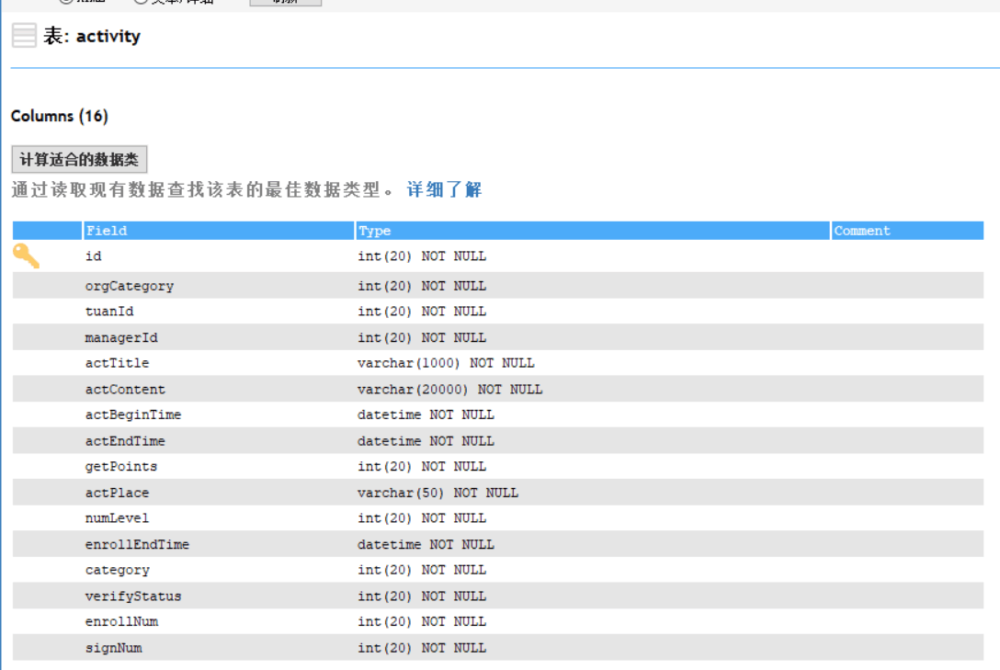 表: activity
Columns (16)
计算适合的数据类
通过读取现有数据查找该表的最佳数据类型。 详细了解
Field Type Comment
id int(20) NOT NULL
orgCategory int(20) NOT NULL
tuanId int(20) NOT NULL
managerId int(20) NOT NULL
actTitle varchar(1000) NOT NULL
actContent varchar(20000) NOT NULL
actBeginTime datetime NOT NULL
actEndTime datetime NOT NULL
getPoints int(20) NOT NULL
actPlace varchar(50) NOT NULL
numLevel int(20) NOT NULL
enrollEndTime datetime NOT NULL
category int(20) NOT NULL
verifyStatus int(20) NOT NULL
enrollNum int(20) NOT NULL
signNum int(20) NOT NULL